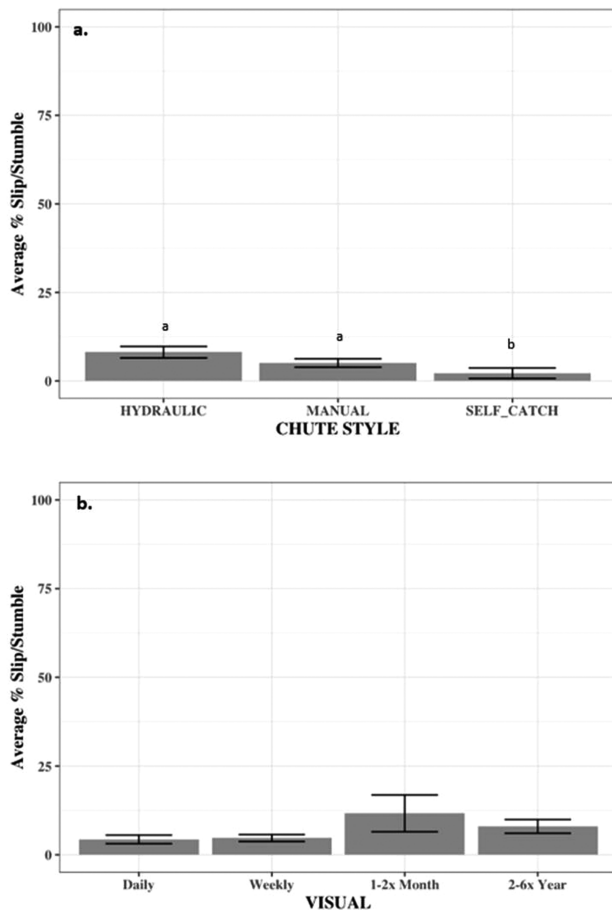 a.
100
75
50
25
0
Average % Slip/Stumble
a
a
b
HYDRAULIC MANUAL SELF_CATCH
CHUTE STYLE
b.
100
75
50
25
0
Average % Slip/Stumble
Daily Weekly 1-2x Month 2-6x Year
VISUAL